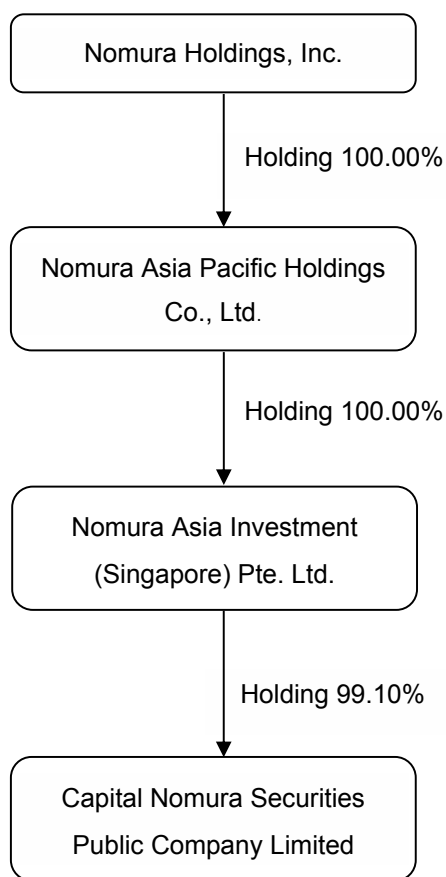 Nomura Holdings, Inc.
Holding 100.00%
Nomura Asia Pacific Holdings
Co., Ltd.
Holding 100.00%
Nomura Asia Investment
(Singapore) Pte. Ltd.
Holding 99.10%
Capital Nomura Securities
Public Company Limited